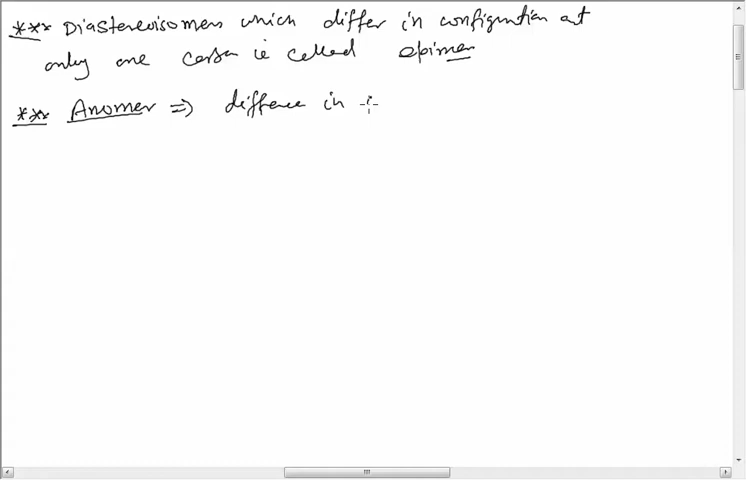 *** Diastereoisomers which differ in configuration at
only one carbon is called epimer
*** Anomer ⇒ difference in